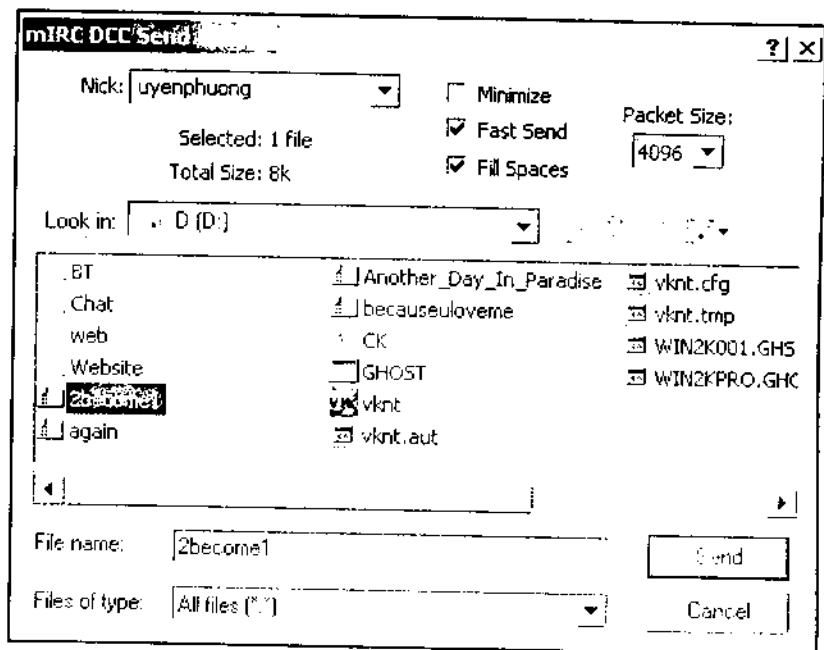 mIRC DCC Send
Nick: uyenphuong
Minimize
Fast Send
Fill Spaces
Packet Size:
4096
Selected: 1 file
Total Size: 8k
Look in: D (D:)
BT
Chat
web
Website
2become1
again
Another_Day_In_Paradise
becauseuloveme
CK
GHOST
vknt
vknt.aut
vknt.cfg
vknt.tmp
WIN2K001.GHS
WIN2KPRO.GHO
File name: 2become1
Send
Files of type: All files (*.*)
Cancel